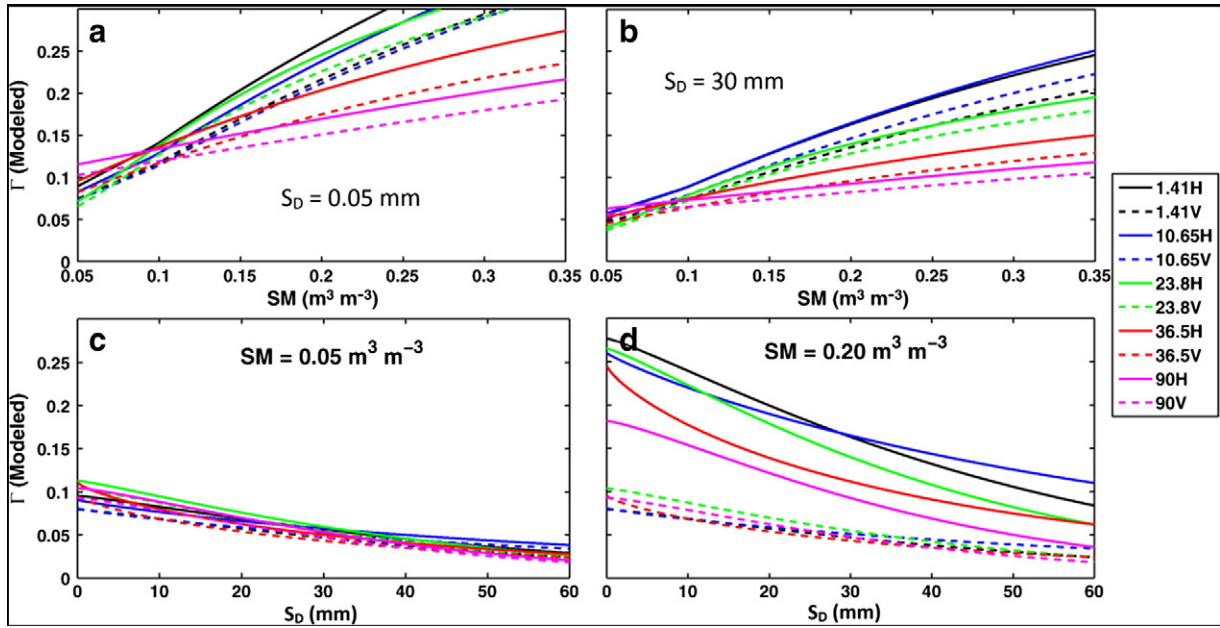 a
S_D = 0.05 mm
Γ (Modeled)
0.25
0.2
0.15
0.1
0.05
0
0.05 0.1 0.15 0.2 0.25 0.3 0.35
SM (m³ m⁻³)
b
S_D = 30 mm
0.05 0.1 0.15 0.2 0.25 0.3 0.35
SM (m³ m⁻³)
1.41H
1.41V
10.65H
10.65V
23.8H
23.8V
36.5H
36.5V
90H
90V
c
SM = 0.05 m³ m⁻³
Γ (Modeled)
0.25
0.2
0.15
0.1
0.05
0
0 10 20 30 40 50 60
S_D (mm)
d
SM = 0.20 m³ m⁻³
0 10 20 30 40 50 60
S_D (mm)